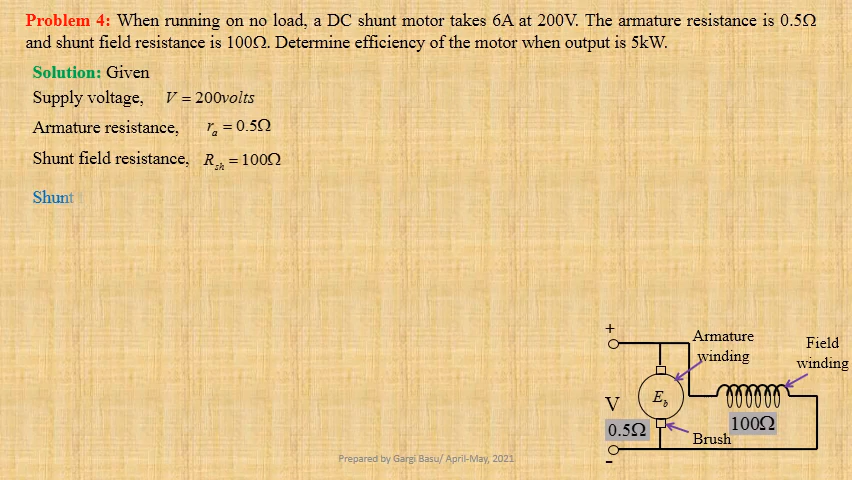 Problem 4: When running on no load, a DC shunt motor takes 6A at 200V. The armature resistance is 0.5Ω
and shunt field resistance is 100Ω. Determine efficiency of the motor when output is 5kW.
Solution: Given
Supply voltage, V = 200volts
Armature resistance, rₐ = 0.5Ω
Shunt field resistance, R_sh = 100Ω
Shunt
+
Armature
winding
Field
winding
E_b
V
0.5Ω
100Ω
Brush
-
Prepared by Gargi Basu/ April-May, 2021.